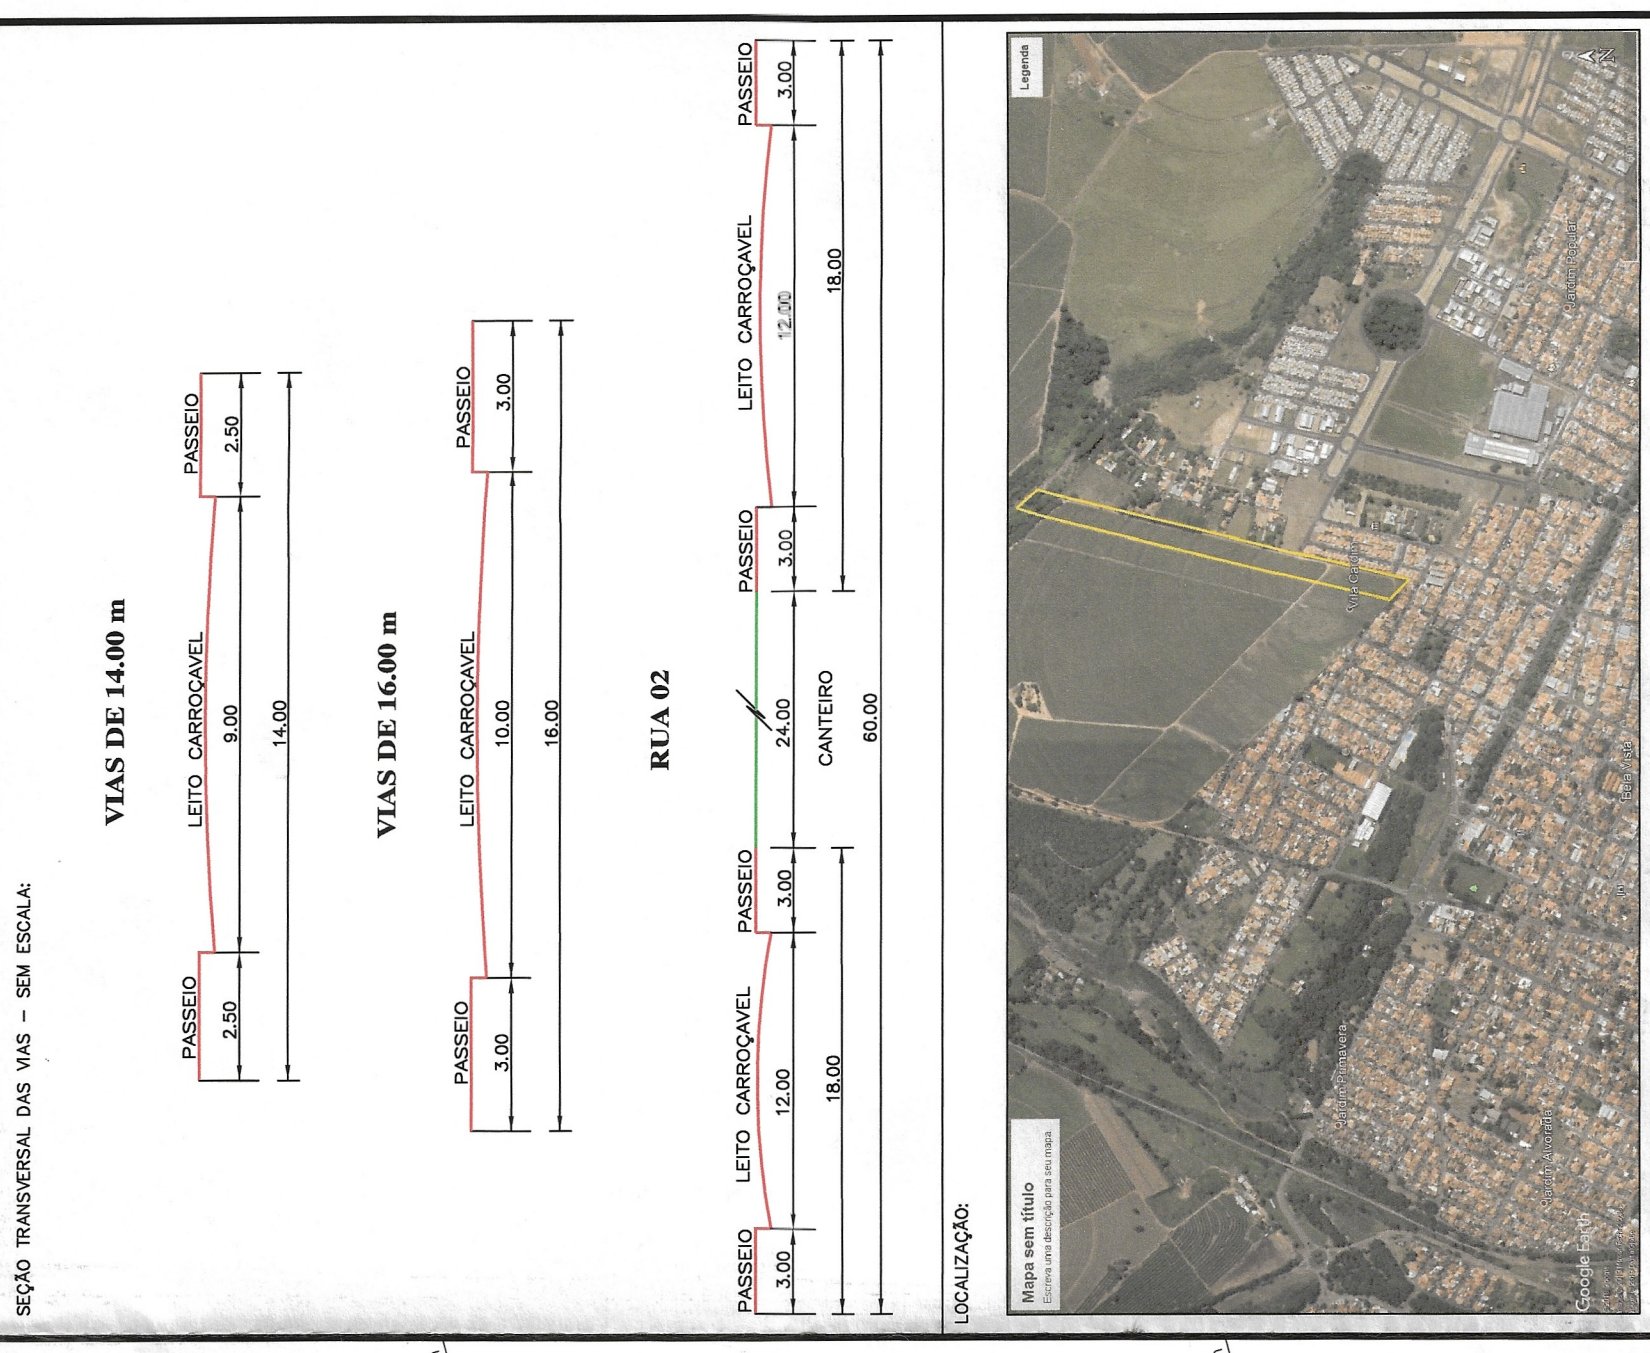 SEÇÃO TRANSVERSAL DAS VIAS – SEM ESCALA:
VIAS DE 14.00 m
PASSEIO LEITO CARROÇAVEL PASSEIO
2.50 9.00 2.50
14.00
VIAS DE 16.00 m
PASSEIO LEITO CARROÇAVEL PASSEIO
3.00 10.00 3.00
16.00
RUA 02
PASSEIO LEITO CARROÇAVEL PASSEIO PASSEIO LEITO CARROÇAVEL PASSEIO
3.00 12.00 3.00 24.00 3.00 12.00 3.00
18.00 CANTEIRO 18.00
60.00
LOCALIZAÇÃO:
Mapa sem título
Escreva uma descrição para seu mapa.
Legenda
N
Vila Cardim
Jardim Popular
Jardim Primavera
Jardim Alvorada
Bela Vista
Google Earth